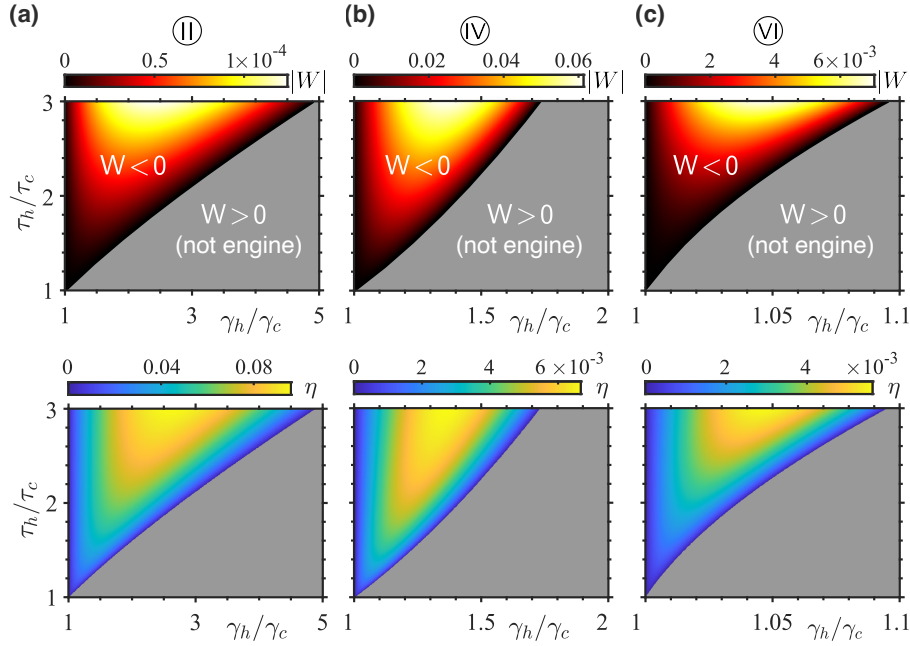 (a) II (b) IV (c) VI
0 0.5 1×10⁻⁴ |W| 0 0.02 0.04 0.06 |W| 0 2 4 6×10⁻³ |W
3
2
1
τh/τc
W < 0
W > 0
(not engine)
1 3 γh/γc 5
W < 0
W > 0
(not engine)
1 1.5 γh/γc 2
W < 0
W > 0
(not engine)
1 1.05 γh/γc 1.1
0 0.04 0.08 η 0 2 4 6×10⁻³ η 0 2 4 ×10⁻³ η
3
2
1
τh/τc
1 3 γh/γc 5
1 1.5 γh/γc 2
1 1.05 γh/γc 1.1